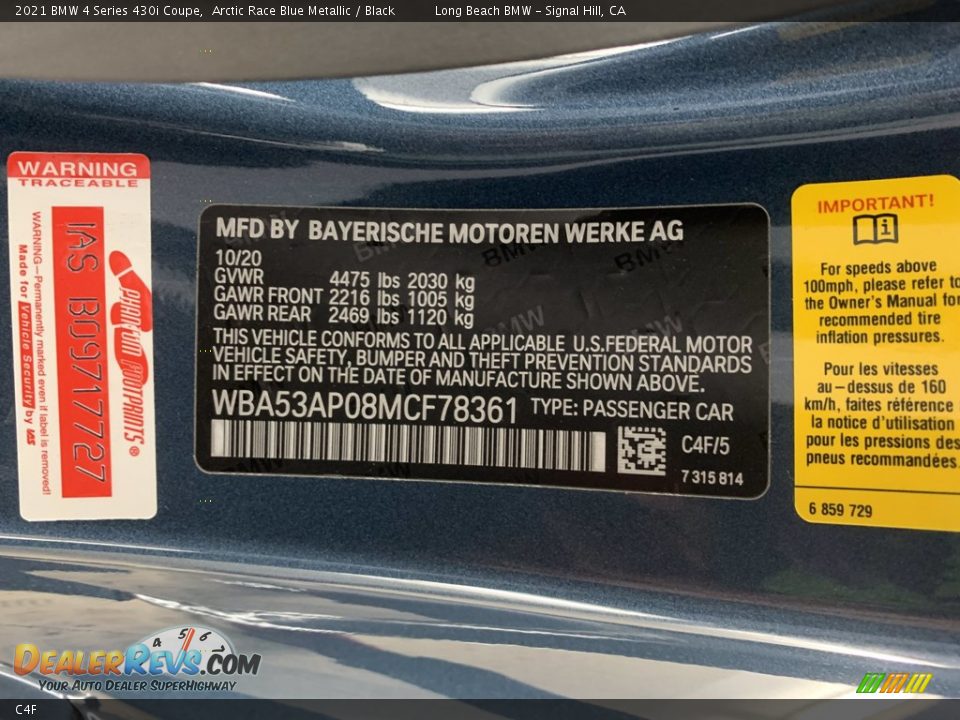 2021 BMW 4 Series 430i Coupe, Arctic Race Blue Metallic / Black Long Beach BMW - Signal Hill, CA
WARNING
TRACEABLE
WARNING—Permanently marked even if label is removed!
Made for Vehicle Security by IAS
IAS B09717727
PHANTOM FOOTPRINTS®
MFD BY BAYERISCHE MOTOREN WERKE AG
10/20
GVWR 4475 lbs 2030 kg
GAWR FRONT 2216 lbs 1005 kg
GAWR REAR 2469 lbs 1120 kg
THIS VEHICLE CONFORMS TO ALL APPLICABLE U.S.FEDERAL MOTOR
VEHICLE SAFETY, BUMPER AND THEFT PREVENTION STANDARDS
IN EFFECT ON THE DATE OF MANUFACTURE SHOWN ABOVE.
WBA53AP08MCF78361 TYPE: PASSENGER CAR
C4F/5
7 315 814
IMPORTANT!
For speeds above
100mph, please refer to
the Owner's Manual for
recommended tire
inflation pressures.
Pour les vitesses
au-dessus de 160
km/h, faites référence
la notice d'utilisation
pour les pressions des
pneus recommandées.
6 859 729
4 5 6
DEALERREVS.COM
YOUR AUTO DEALER SUPERHIGHWAY
C4F